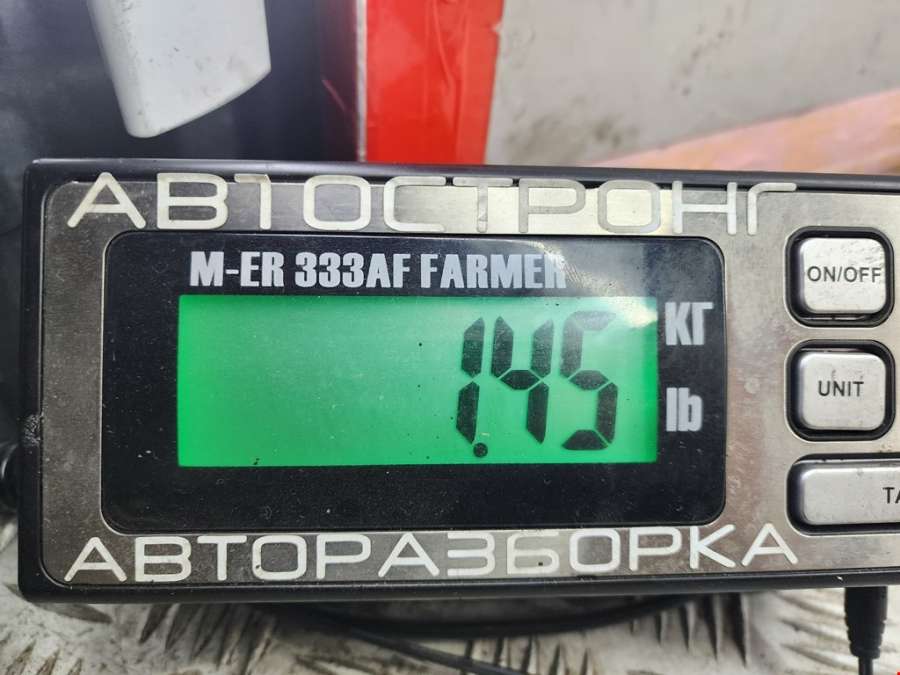 АВТОСТРОНГ
M-ER 333AF FARMER
ON/OFF
1.45
КГ
lb
UNIT
АВТОРАЗБОРКА